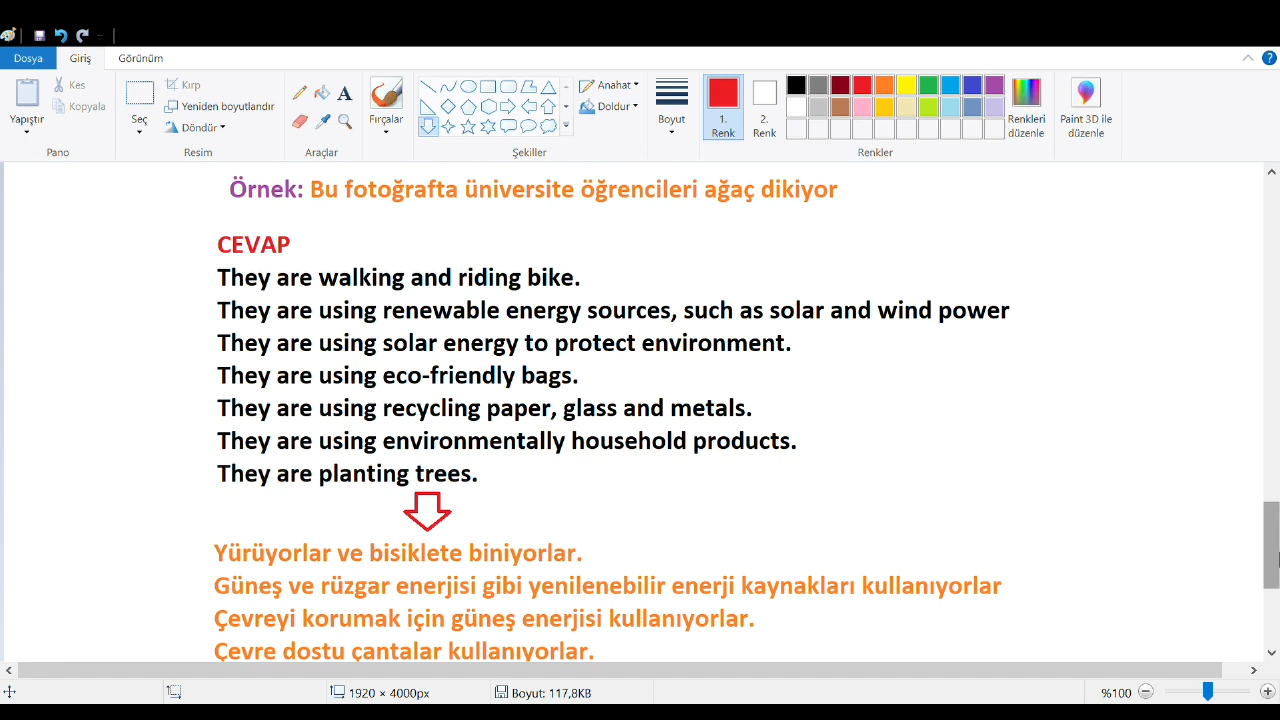 Dosya Giriş Görünüm
Yapıştır
Kes
Kopyala
Pano
Seç
Kırp
Yeniden boyutlandır
Döndür
Resim
Araçlar
Fırçalar
Şekiller
Anahat
Doldur
Boyut
1. Renk
2. Renk
Renkler
Renkleri düzenle
Paint 3D ile düzenle
Örnek: Bu fotoğrafta üniversite öğrencileri ağaç dikiyor
CEVAP
They are walking and riding bike.
They are using renewable energy sources, such as solar and wind power
They are using solar energy to protect environment.
They are using eco-friendly bags.
They are using recycling paper, glass and metals.
They are using environmentally household products.
They are planting trees.
Yürüyorlar ve bisiklete biniyorlar.
Güneş ve rüzgar enerjisi gibi yenilenebilir enerji kaynakları kullanıyorlar
Çevreyi korumak için güneş enerjisi kullanıyorlar.
Çevre dostu çantalar kullanıyorlar.
1920 × 4000px
Boyut: 117,8KB
%100